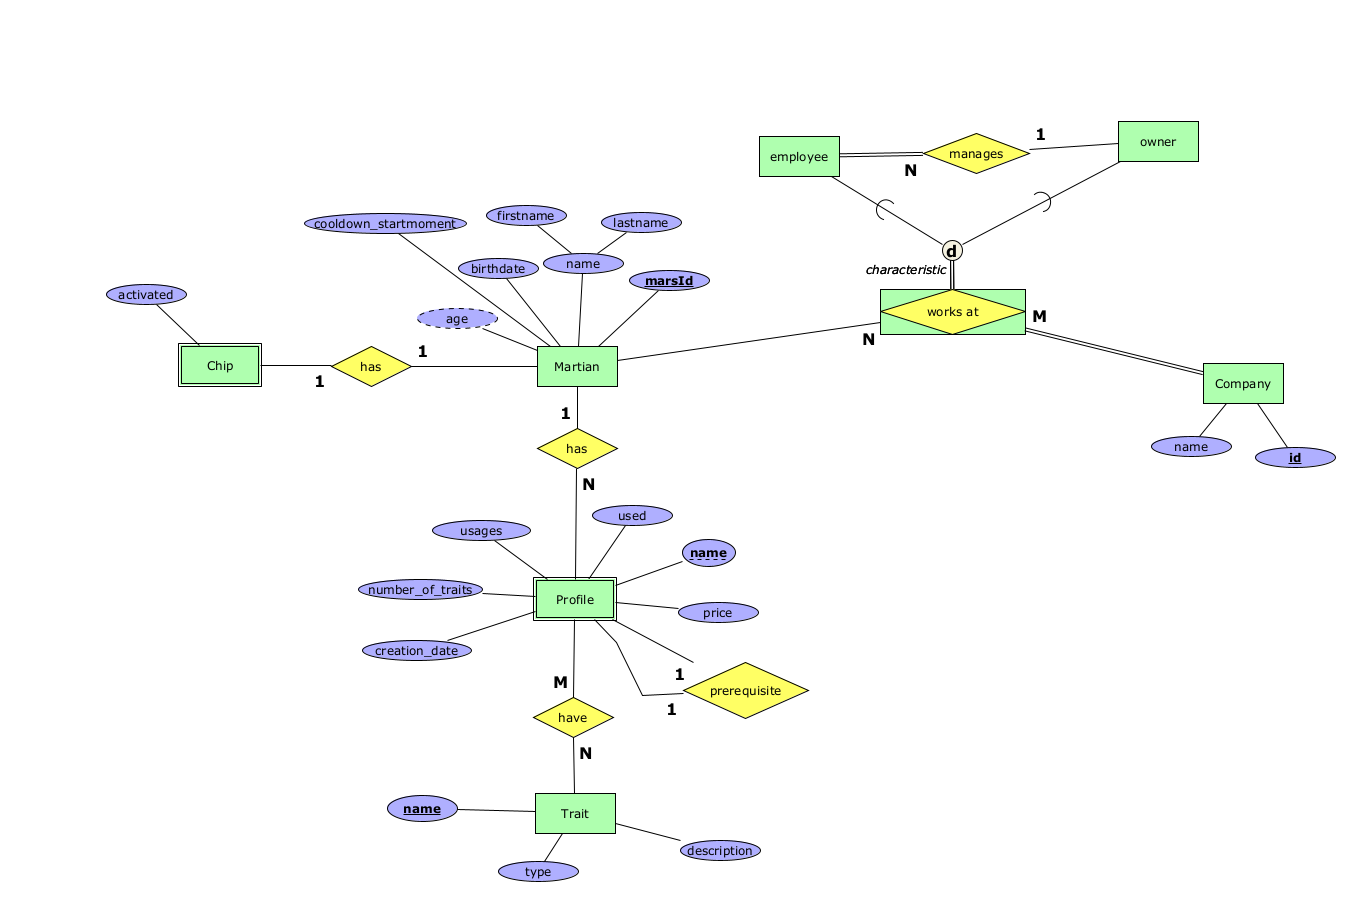 owner
1
manages
employee
N
firstname
lastname
cooldown_startmoment
d
name
birthdate
characteristic
marsId
activated
works at
M
age
N
1
Chip
has
Martian
1
Company
1
name
has
id
N
used
usages
name
number_of_traits
Profile
price
creation_date
1
M
prerequisite
1
have
N
name
Trait
description
type